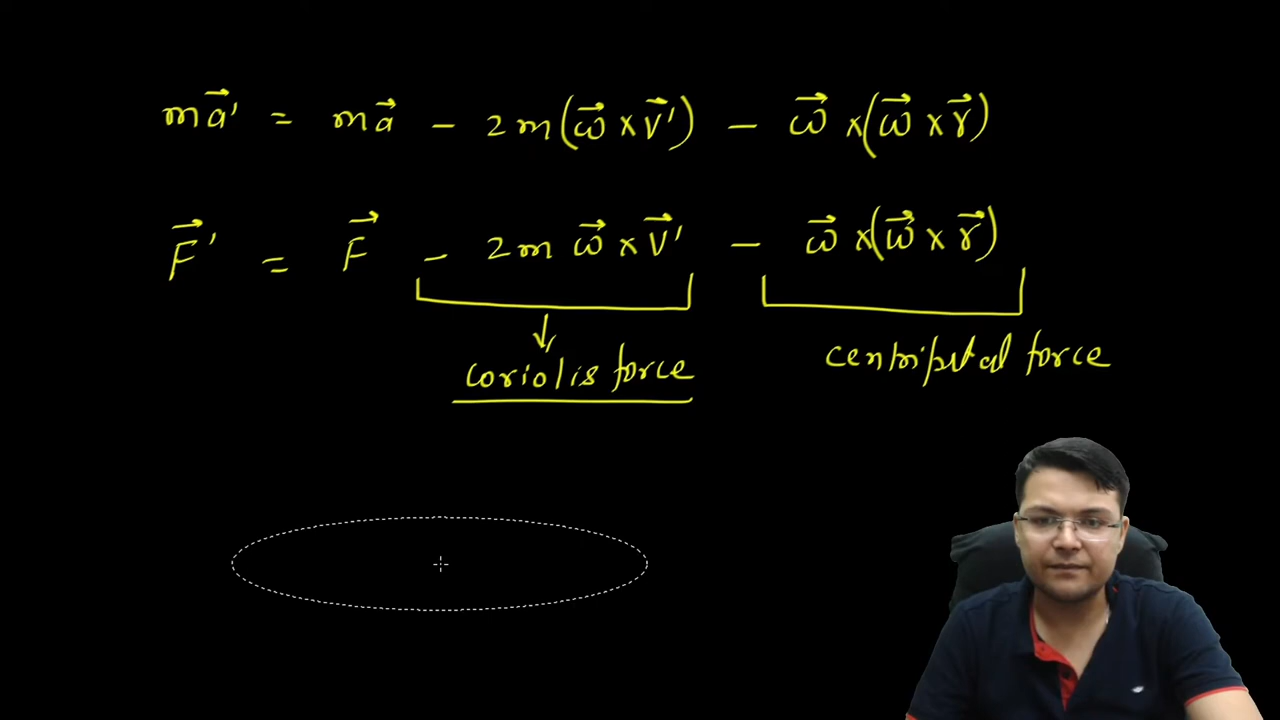 ma⃗' = ma⃗ - 2m(ω⃗ × v⃗') - ω⃗ × (ω⃗ × r⃗)
F⃗' = F⃗ - 2m ω⃗ × v⃗' - ω⃗ × (ω⃗ × r⃗)
coriolis force centripetal force